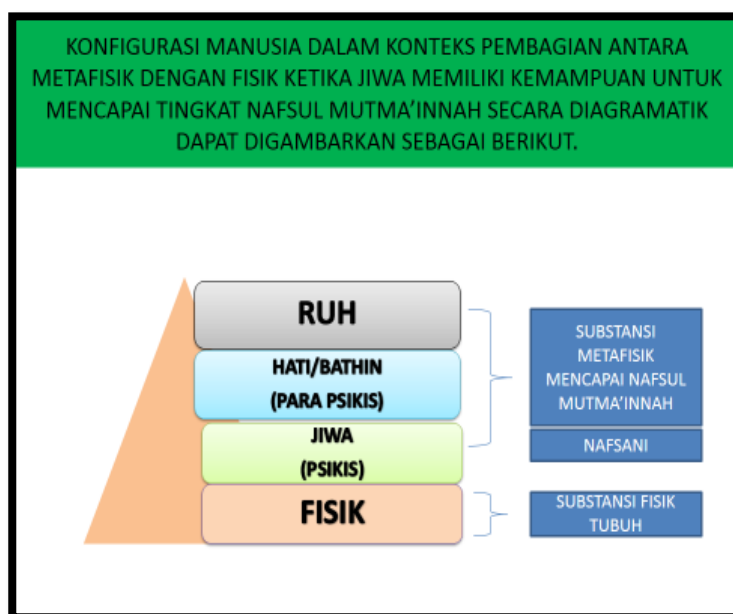 KONFIGURASI MANUSIA DALAM KONTEKS PEMBAGIAN ANTARA
METAFISIK DENGAN FISIK KETIKA JIWA MEMILIKI KEMAMPUAN UNTUK
MENCAPAI TINGKAT NAFSUL MUTMA’INNAH SECARA DIAGRAMATIK
DAPAT DIGAMBARKAN SEBAGAI BERIKUT.
RUH
HATI/BATHIN
(PARA PSIKIS)
JIWA
(PSIKIS)
FISIK
SUBSTANSI
METAFISIK
MENCAPAI NAFSUL
MUTMA’INNAH
NAFSANI
SUBSTANSI FISIK
TUBUH